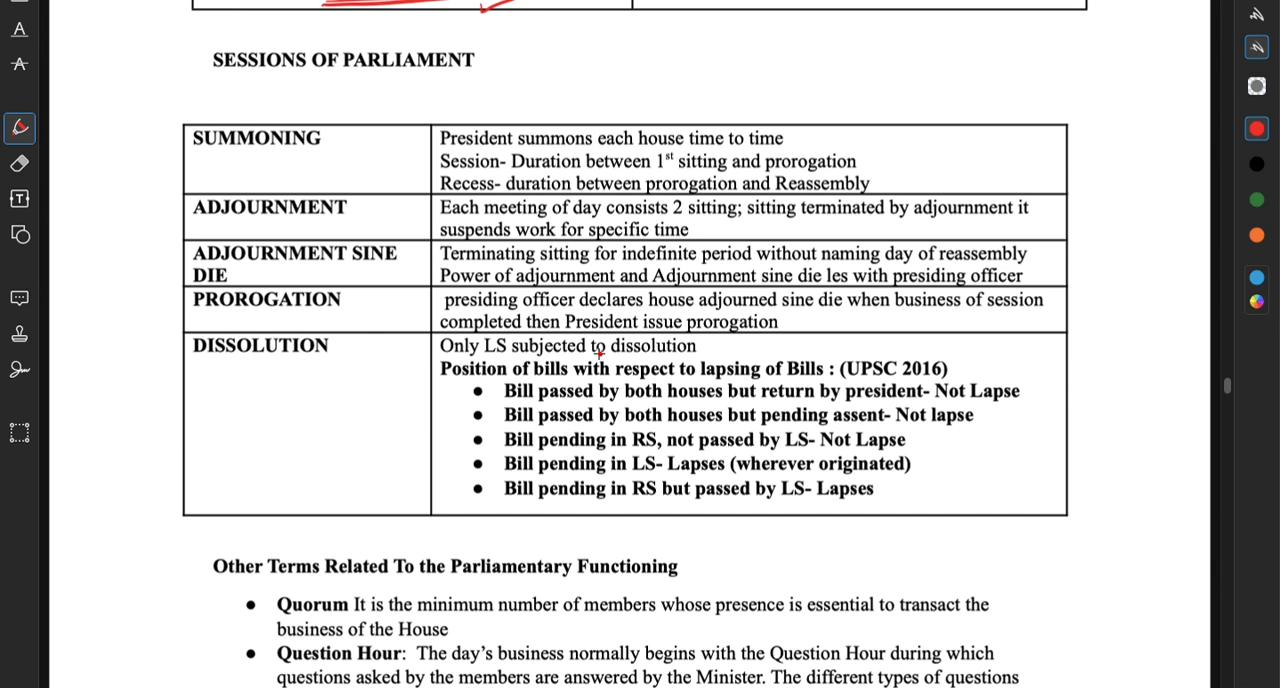 SESSIONS OF PARLIAMENT
SUMMONING
President summons each house time to time
Session- Duration between 1st sitting and prorogation
Recess- duration between prorogation and Reassembly
ADJOURNMENT
Each meeting of day consists 2 sitting; sitting terminated by adjournment it
suspends work for specific time
ADJOURNMENT SINE
DIE
Terminating sitting for indefinite period without naming day of reassembly
Power of adjournment and Adjournment sine die les with presiding officer
PROROGATION
presiding officer declares house adjourned sine die when business of session
completed then President issue prorogation
DISSOLUTION
Only LS subjected to dissolution
Position of bills with respect to lapsing of Bills : (UPSC 2016)
● Bill passed by both houses but return by president- Not Lapse
● Bill passed by both houses but pending assent- Not lapse
● Bill pending in RS, not passed by LS- Not Lapse
● Bill pending in LS- Lapses (wherever originated)
● Bill pending in RS but passed by LS- Lapses
Other Terms Related To the Parliamentary Functioning
● Quorum It is the minimum number of members whose presence is essential to transact the
business of the House
● Question Hour: The day's business normally begins with the Question Hour during which
questions asked by the members are answered by the Minister. The different types of questions